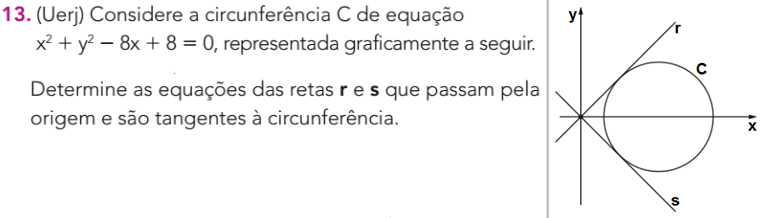 13. (Uerj) Considere a circunferência C de equação
x² + y² − 8x + 8 = 0, representada graficamente a seguir.
Determine as equações das retas r e s que passam pela
origem e são tangentes à circunferência.
y
r
C
x
s